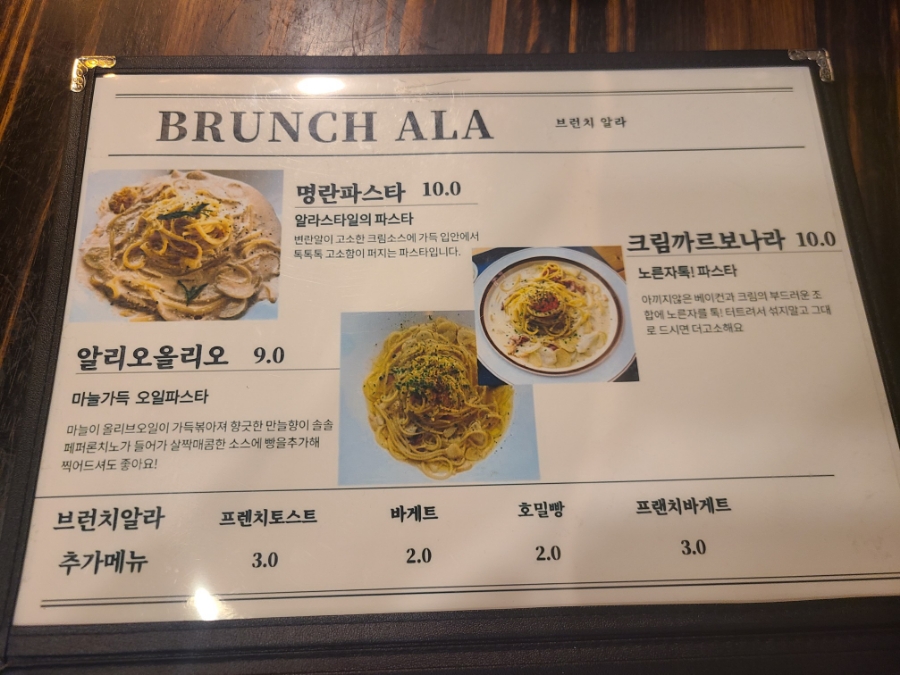 BRUNCH ALA 브런치 알라
명란파스타 10.0
알라스타일의 파스타
변란알이 고소한 크림소스에 가득 입안에서
톡톡톡 고소함이 퍼지는 파스타입니다.
크림까르보나라 10.0
노른자톡! 파스타
아끼지않은 베이컨과 크림의 부드러운 조
합에 노른자를 톡! 터트려서 섞지말고 그대
로 드시면 더고소해요
알리오올리오 9.0
마늘가득 오일파스타
마늘이 올리브오일이 가득볶아져 향긋한 만늘향이 솔솔
페퍼론치노가 들어가 살짝매콤한 소스에 빵을추가해
찍어드셔도 좋아요!
브런치알라 프렌치토스트 바게트 호밀빵 프랜치바게트
추가메뉴 3.0 2.0 2.0 3.0